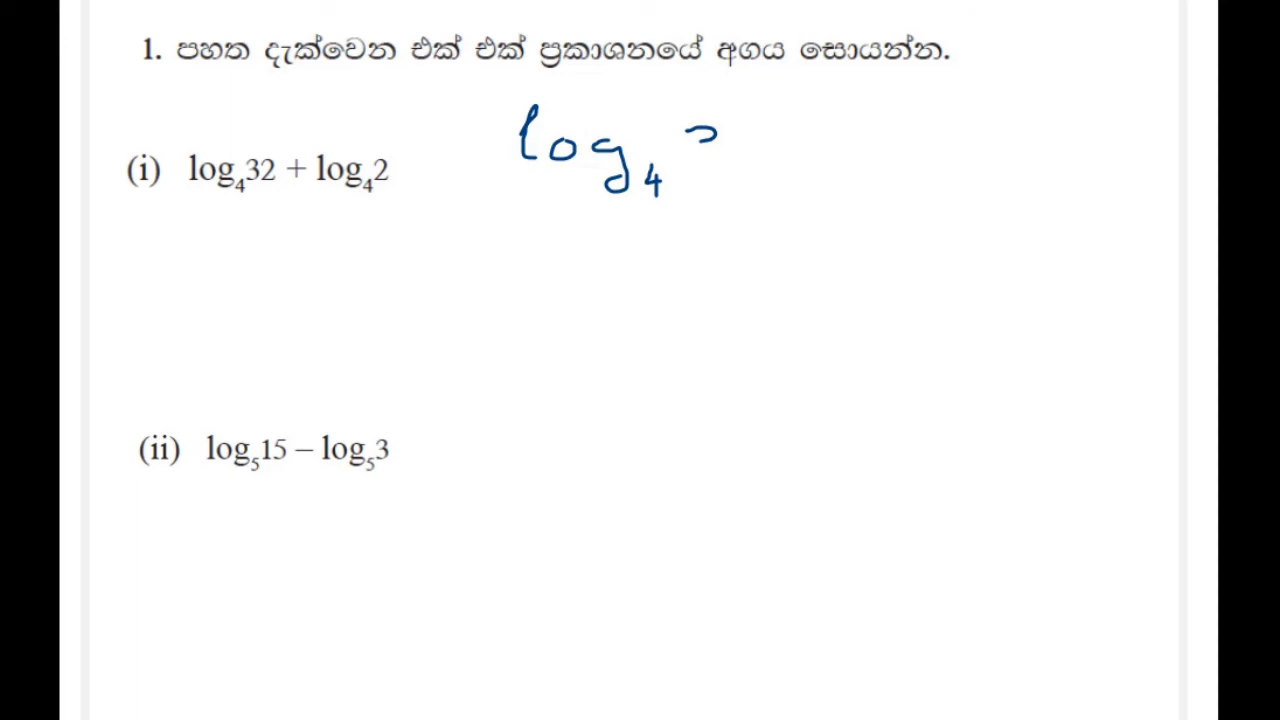 1. පහත දැක්වෙන එක් එක් ප්‍රකාශනයේ අගය සොයන්න.
log₄
(i) log₄32 + log₄2
(ii) log₅15 – log₅3